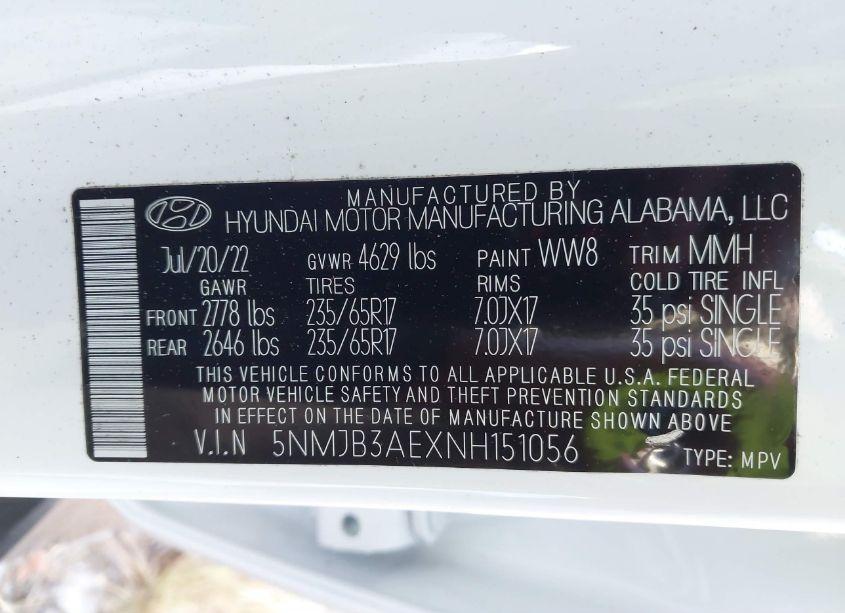 MANUFACTURED BY
HYUNDAI MOTOR MANUFACTURING ALABAMA, LLC
Jul/20/22 GVWR 4629 lbs PAINT WW8 TRIM MMH
GAWR TIRES RIMS COLD TIRE INFL
FRONT 2778 lbs 235/65R17 7.0JX17 35 psi SINGLE
REAR 2646 lbs 235/65R17 7.0JX17 35 psi SINGLE
THIS VEHICLE CONFORMS TO ALL APPLICABLE U.S.A. FEDERAL
MOTOR VEHICLE SAFETY AND THEFT PREVENTION STANDARDS
IN EFFECT ON THE DATE OF MANUFACTURE SHOWN ABOVE
V.I.N 5NMJB3AEXNH151056 TYPE: MPV